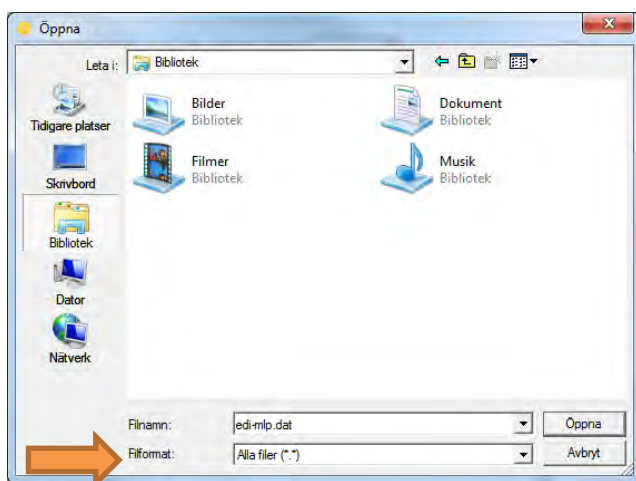 Öppna
Leta i:
Bibliotek
Tidigare platser
Skrivbord
Bibliotek
Dator
Nätverk
Bilder
Bibliotek
Dokument
Bibliotek
Filmer
Bibliotek
Musik
Bibliotek
Filnamn:
edi-mlp.dat
Öppna
Filformat:
Alla filer (*.*)
Avbryt